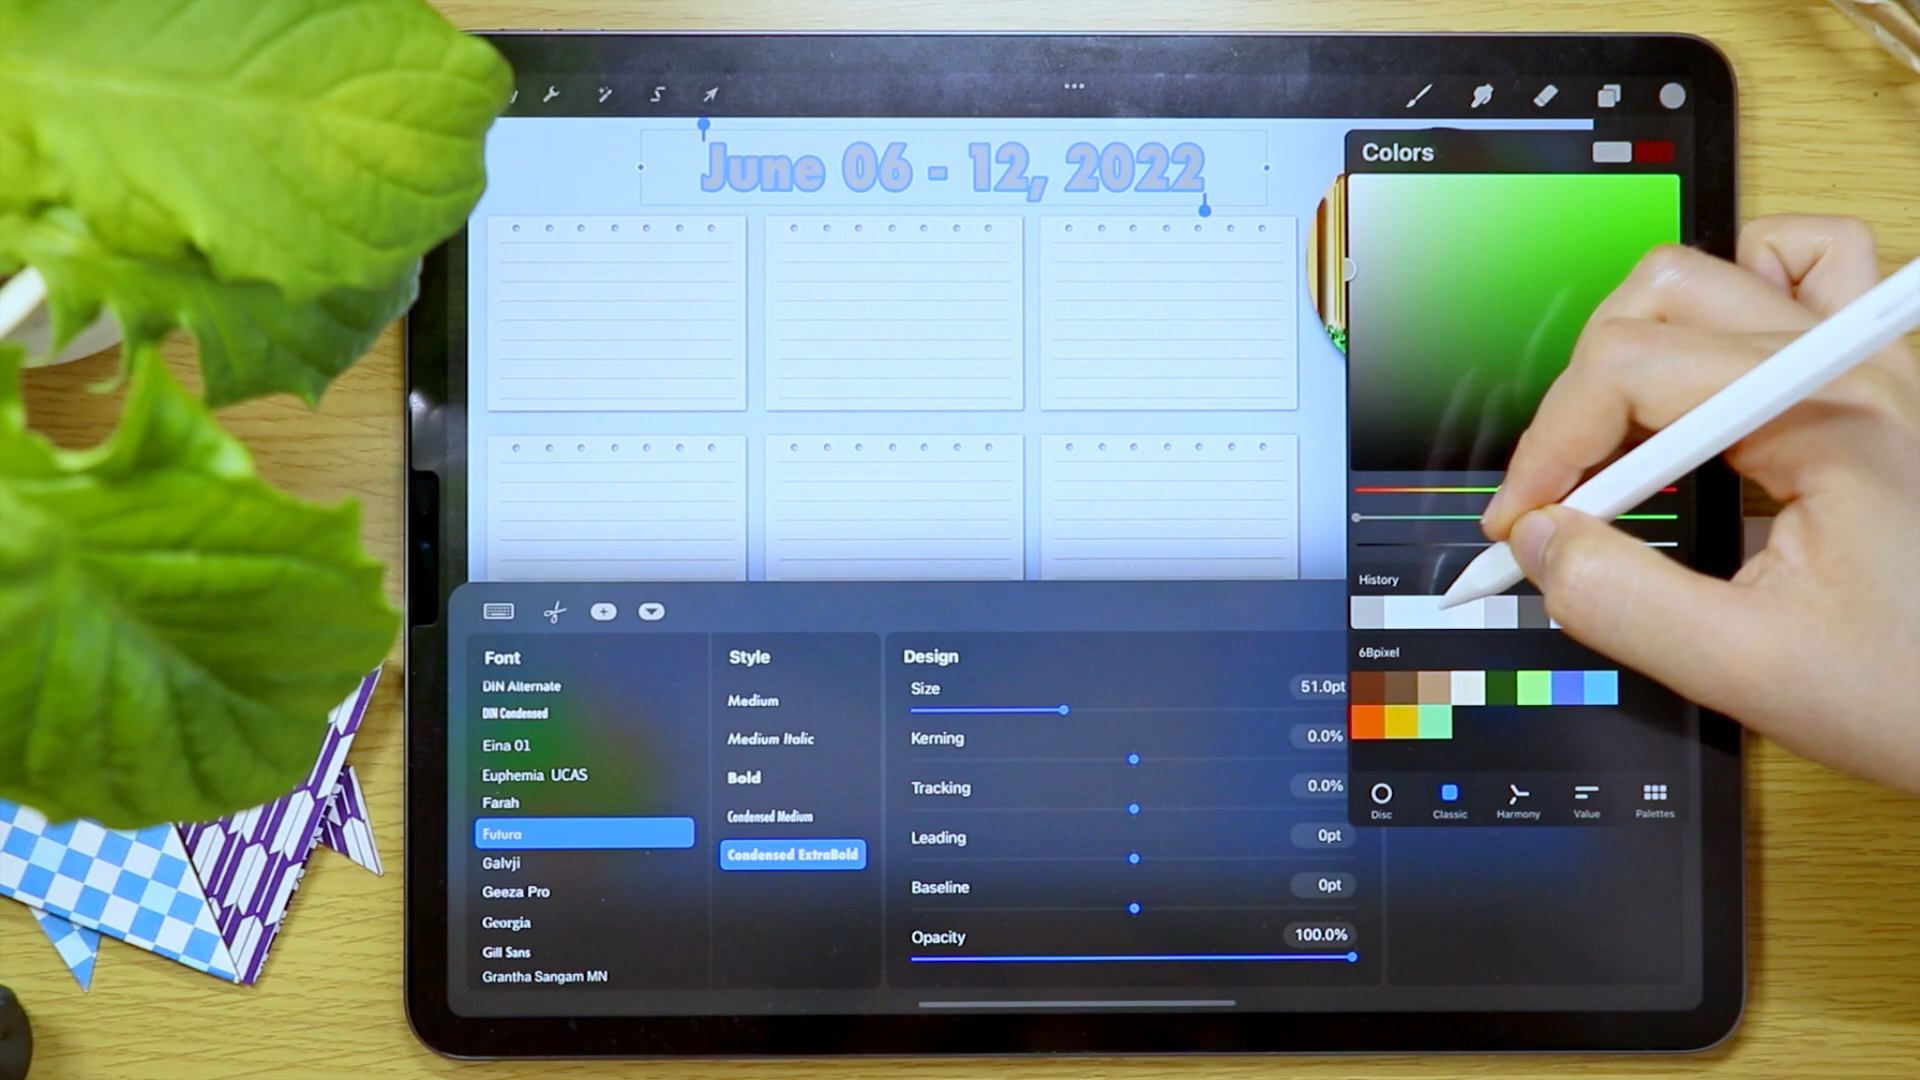 June 06 - 12, 2022
Colors
History
6Bpixel
Disc
Classic
Harmony
Value
Palettes
Font
DIN Alternate
DIN Condensed
Eina 01
Euphemia UCAS
Farah
Futura
Galvji
Geeza Pro
Georgia
Gill Sans
Grantha Sangam MN
Style
Medium
Medium Italic
Bold
Condensed Medium
Condensed ExtraBold
Design
Size 51.0pt
Kerning 0.0%
Tracking 0.0%
Leading 0pt
Baseline 0pt
Opacity 100.0%